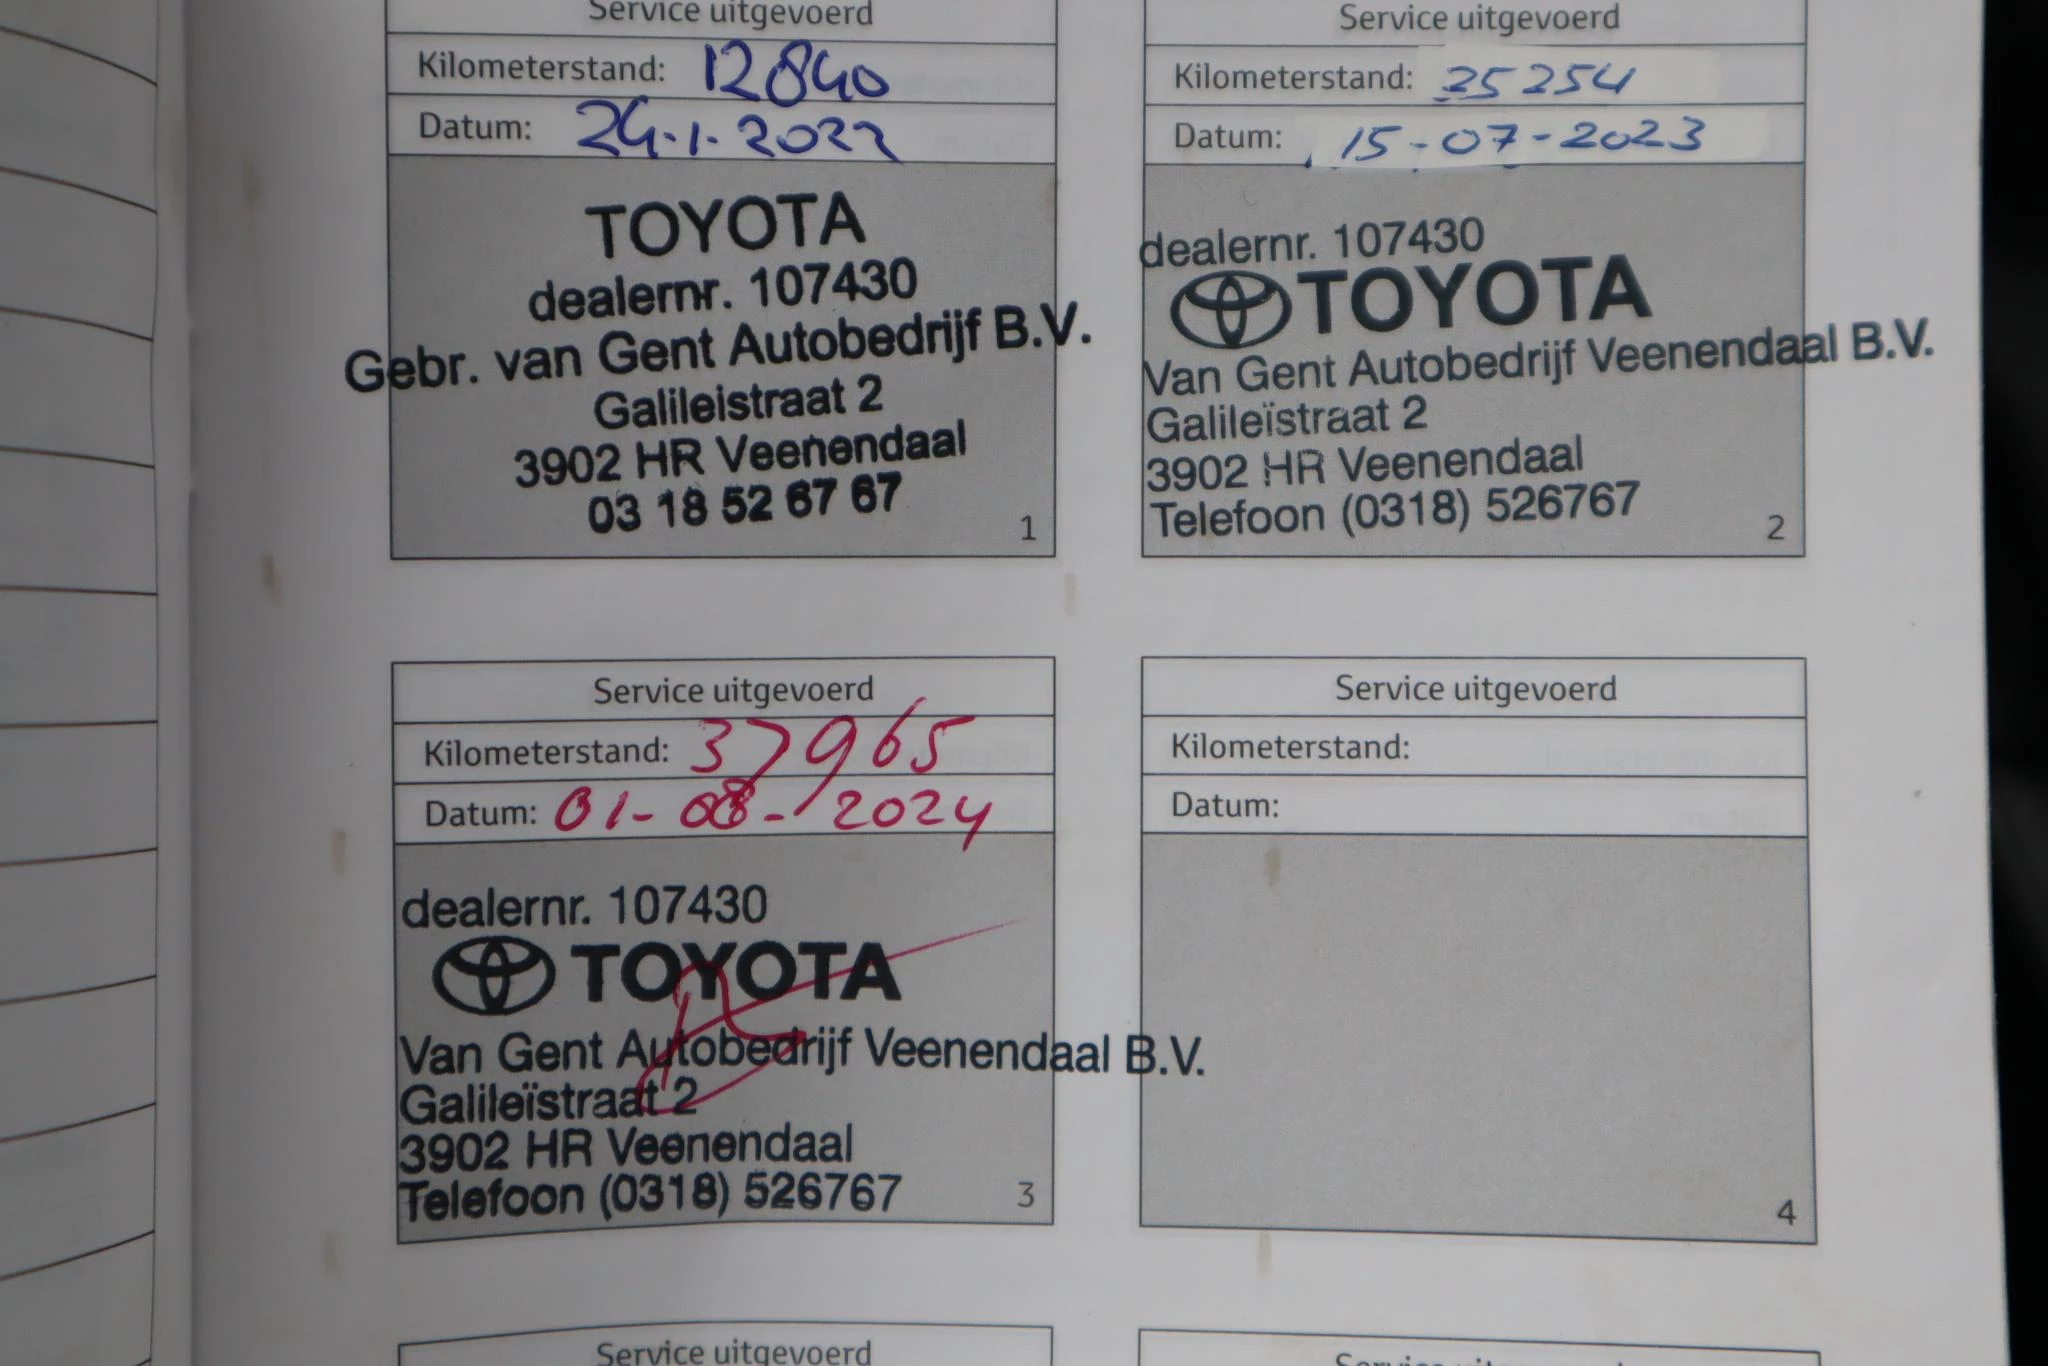 Service uitgevoerd
Kilometerstand: 12840
Datum: 24.1.2022
TOYOTA
dealernr. 107430
Gebr. van Gent Autobedrijf B.V.
Galileistraat 2
3902 HR Veenendaal
03 18 52 67 67
1
Service uitgevoerd
Kilometerstand: 25254
Datum: 15-07-2023
dealernr. 107430
TOYOTA
Van Gent Autobedrijf Veenendaal B.V.
Galileïstraat 2
3902 HR Veenendaal
Telefoon (0318) 526767
2
Service uitgevoerd
Kilometerstand: 37965
Datum: 01-08-2024
dealernr. 107430
TOYOTA
Van Gent Autobedrijf Veenendaal B.V.
Galileïstraat 2
3902 HR Veenendaal
Telefoon (0318) 526767
3
Service uitgevoerd
Kilometerstand:
Datum:
4
Service uitgevoerd
Service uitgevoerd